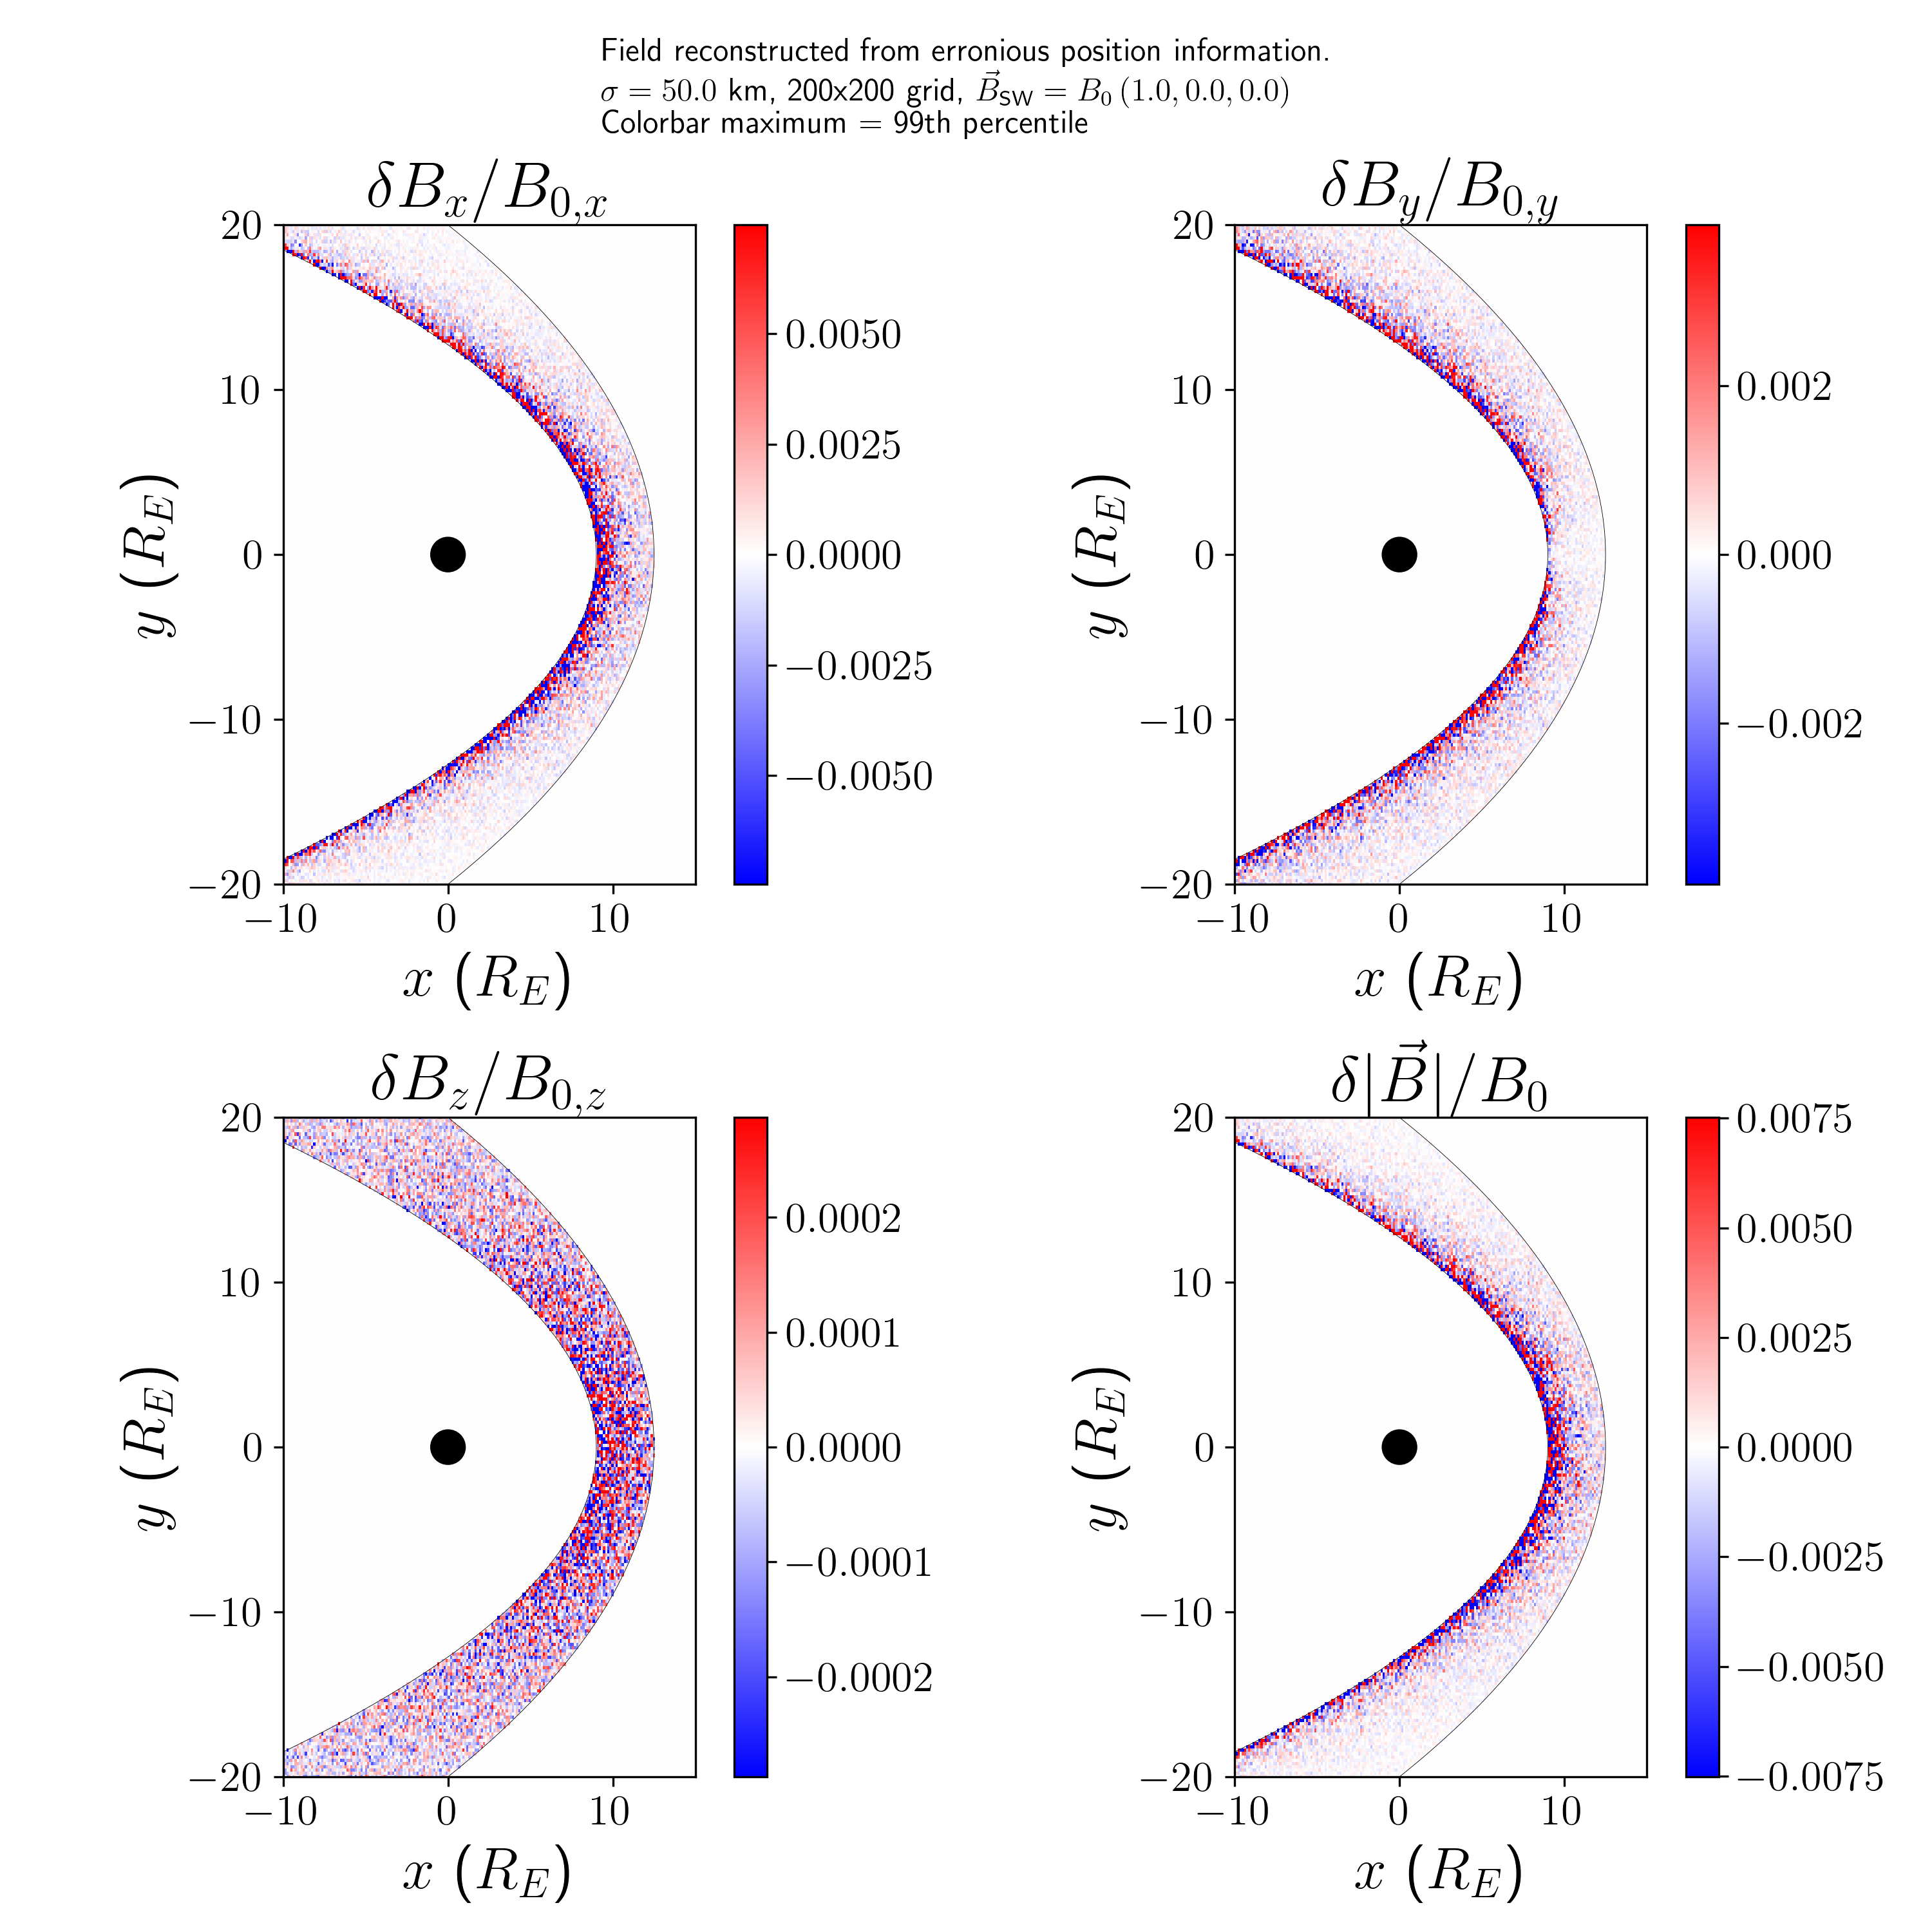 Field reconstructed from erronious position information.
σ = 50.0 km, 200x200 grid, B⃗_SW = B₀ (1.0, 0.0, 0.0)
Colorbar maximum = 99th percentile
δB_x/B_{0,x}
20
10
0
−10
−20
y (R_E)
−10 0 10
x (R_E)
0.0050
0.0025
0.0000
−0.0025
−0.0050
δB_y/B_{0,y}
20
10
0
−10
−20
y (R_E)
−10 0 10
x (R_E)
0.002
0.000
−0.002
δB_z/B_{0,z}
20
10
0
−10
−20
y (R_E)
−10 0 10
x (R_E)
0.0002
0.0001
0.0000
−0.0001
−0.0002
δ|B⃗|/B₀
20
10
0
−10
−20
y (R_E)
−10 0 10
x (R_E)
0.0075
0.0050
0.0025
0.0000
−0.0025
−0.0050
−0.0075